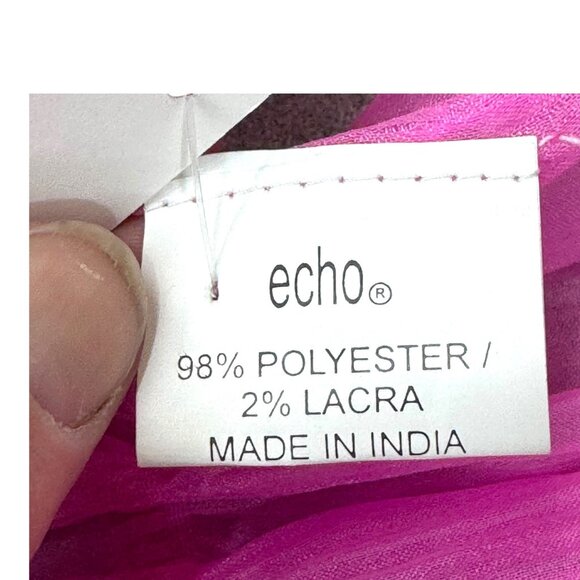 echo®
98% POLYESTER /
2% LACRA
MADE IN INDIA